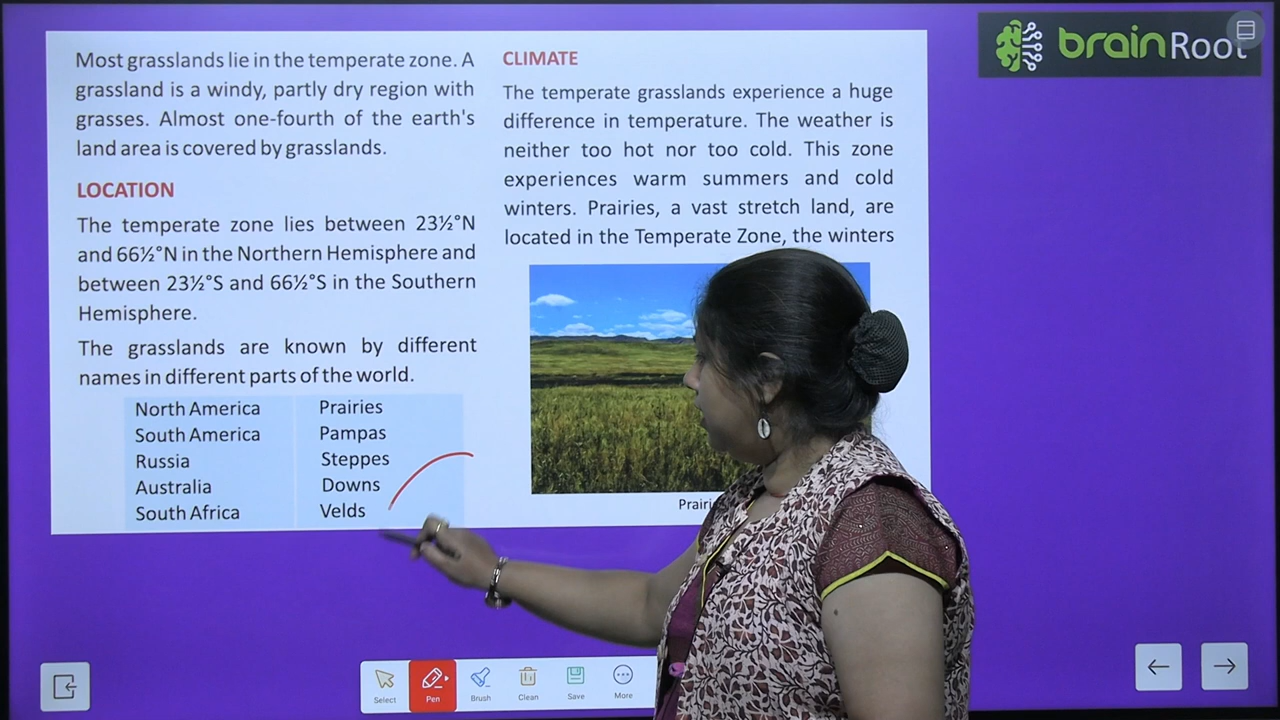 Most grasslands lie in the temperate zone. A
grassland is a windy, partly dry region with
grasses. Almost one-fourth of the earth's
land area is covered by grasslands.
LOCATION
The temperate zone lies between 23½°N
and 66½°N in the Northern Hemisphere and
between 23½°S and 66½°S in the Southern
Hemisphere.
The grasslands are known by different
names in different parts of the world.
North America Prairies
South America Pampas
Russia Steppes
Australia Downs
South Africa Velds
CLIMATE
The temperate grasslands experience a huge
difference in temperature. The weather is
neither too hot nor too cold. This zone
experiences warm summers and cold
winters. Prairies, a vast stretch land, are
located in the Temperate Zone, the winters
brainRoot
Select
Pen
Brush
Clean
Save
More